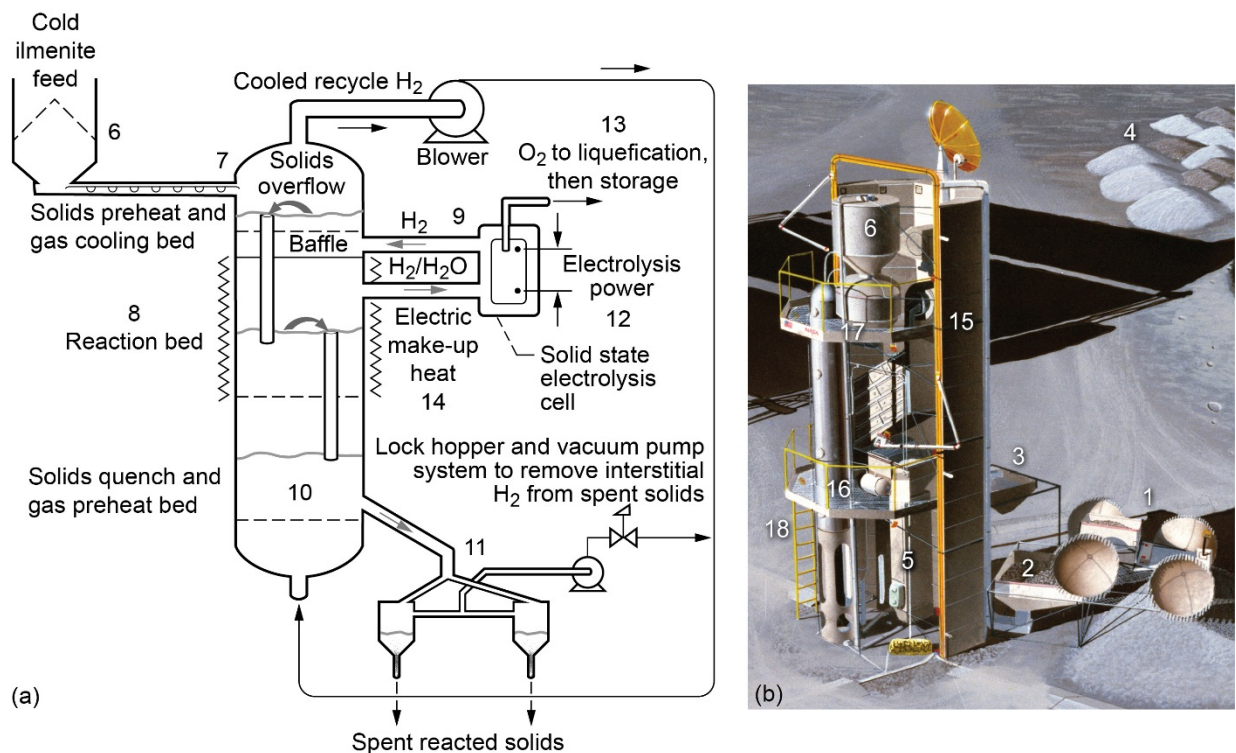 Cold
ilmenite
feed
6
7
Cooled recycle H₂
Blower
Solids
overflow
13
O₂ to liquefication,
then storage
Solids preheat and
gas cooling bed
Baffle
H₂
9
H₂/H₂O
Electrolysis
power
12
8
Reaction bed
Electric
make-up
heat
14
Solid state
electrolysis
cell
Solids quench and
gas preheat bed
10
Lock hopper and vacuum pump
system to remove interstitial
H₂ from spent solids
11
(a)
Spent reacted solids
4
6
15
17
3
16
1
18
5
2
(b)